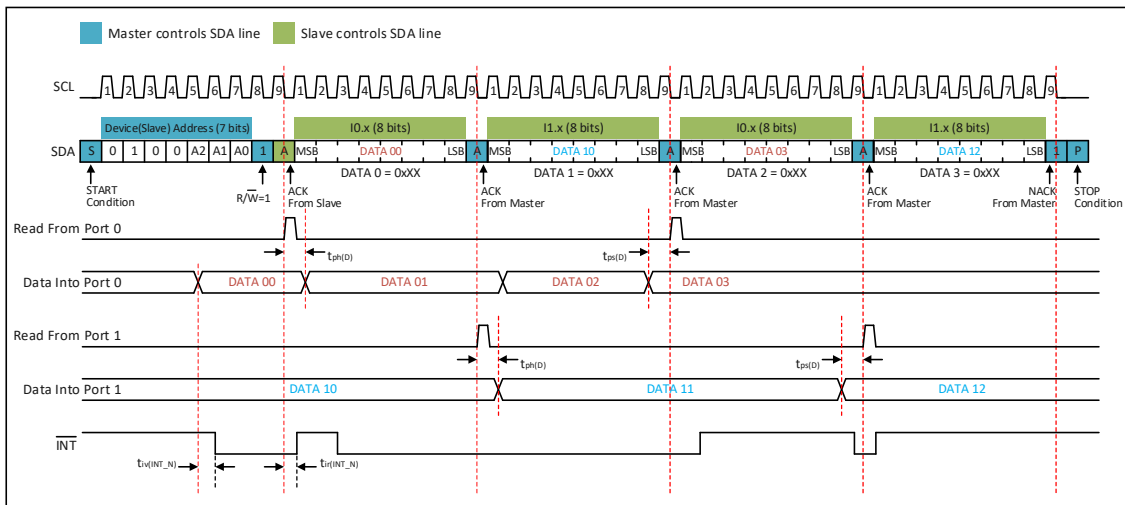 Master controls SDA line Slave controls SDA line
SCL 1 2 3 4 5 6 7 8 9 1 2 3 4 5 6 7 8 9 1 2 3 4 5 6 7 8 9 1 2 3 4 5 6 7 8 9 1 2 3 4 5 6 7 8 9
Device(Slave) Address (7 bits) I0.x (8 bits) I1.x (8 bits) I0.x (8 bits) I1.x (8 bits)
SDA S 0 1 0 0 A2 A1 A0 1 A MSB DATA 00 LSB A MSB DATA 10 LSB A MSB DATA 03 LSB A MSB DATA 12 LSB 1 P
DATA 0 = 0xXX DATA 1 = 0xXX DATA 2 = 0xXX DATA 3 = 0xXX
START Condition
R/W̅=1
ACK From Slave
ACK From Master
ACK From Master
ACK From Master
NACK From Master
STOP Condition
Read From Port 0
tph(D) tps(D)
Data Into Port 0 DATA 00 DATA 01 DATA 02 DATA 03
Read From Port 1
tph(D) tps(D)
Data Into Port 1 DATA 10 DATA 11 DATA 12
I̅N̅T̅
tiv(INT_N) tir(INT_N)